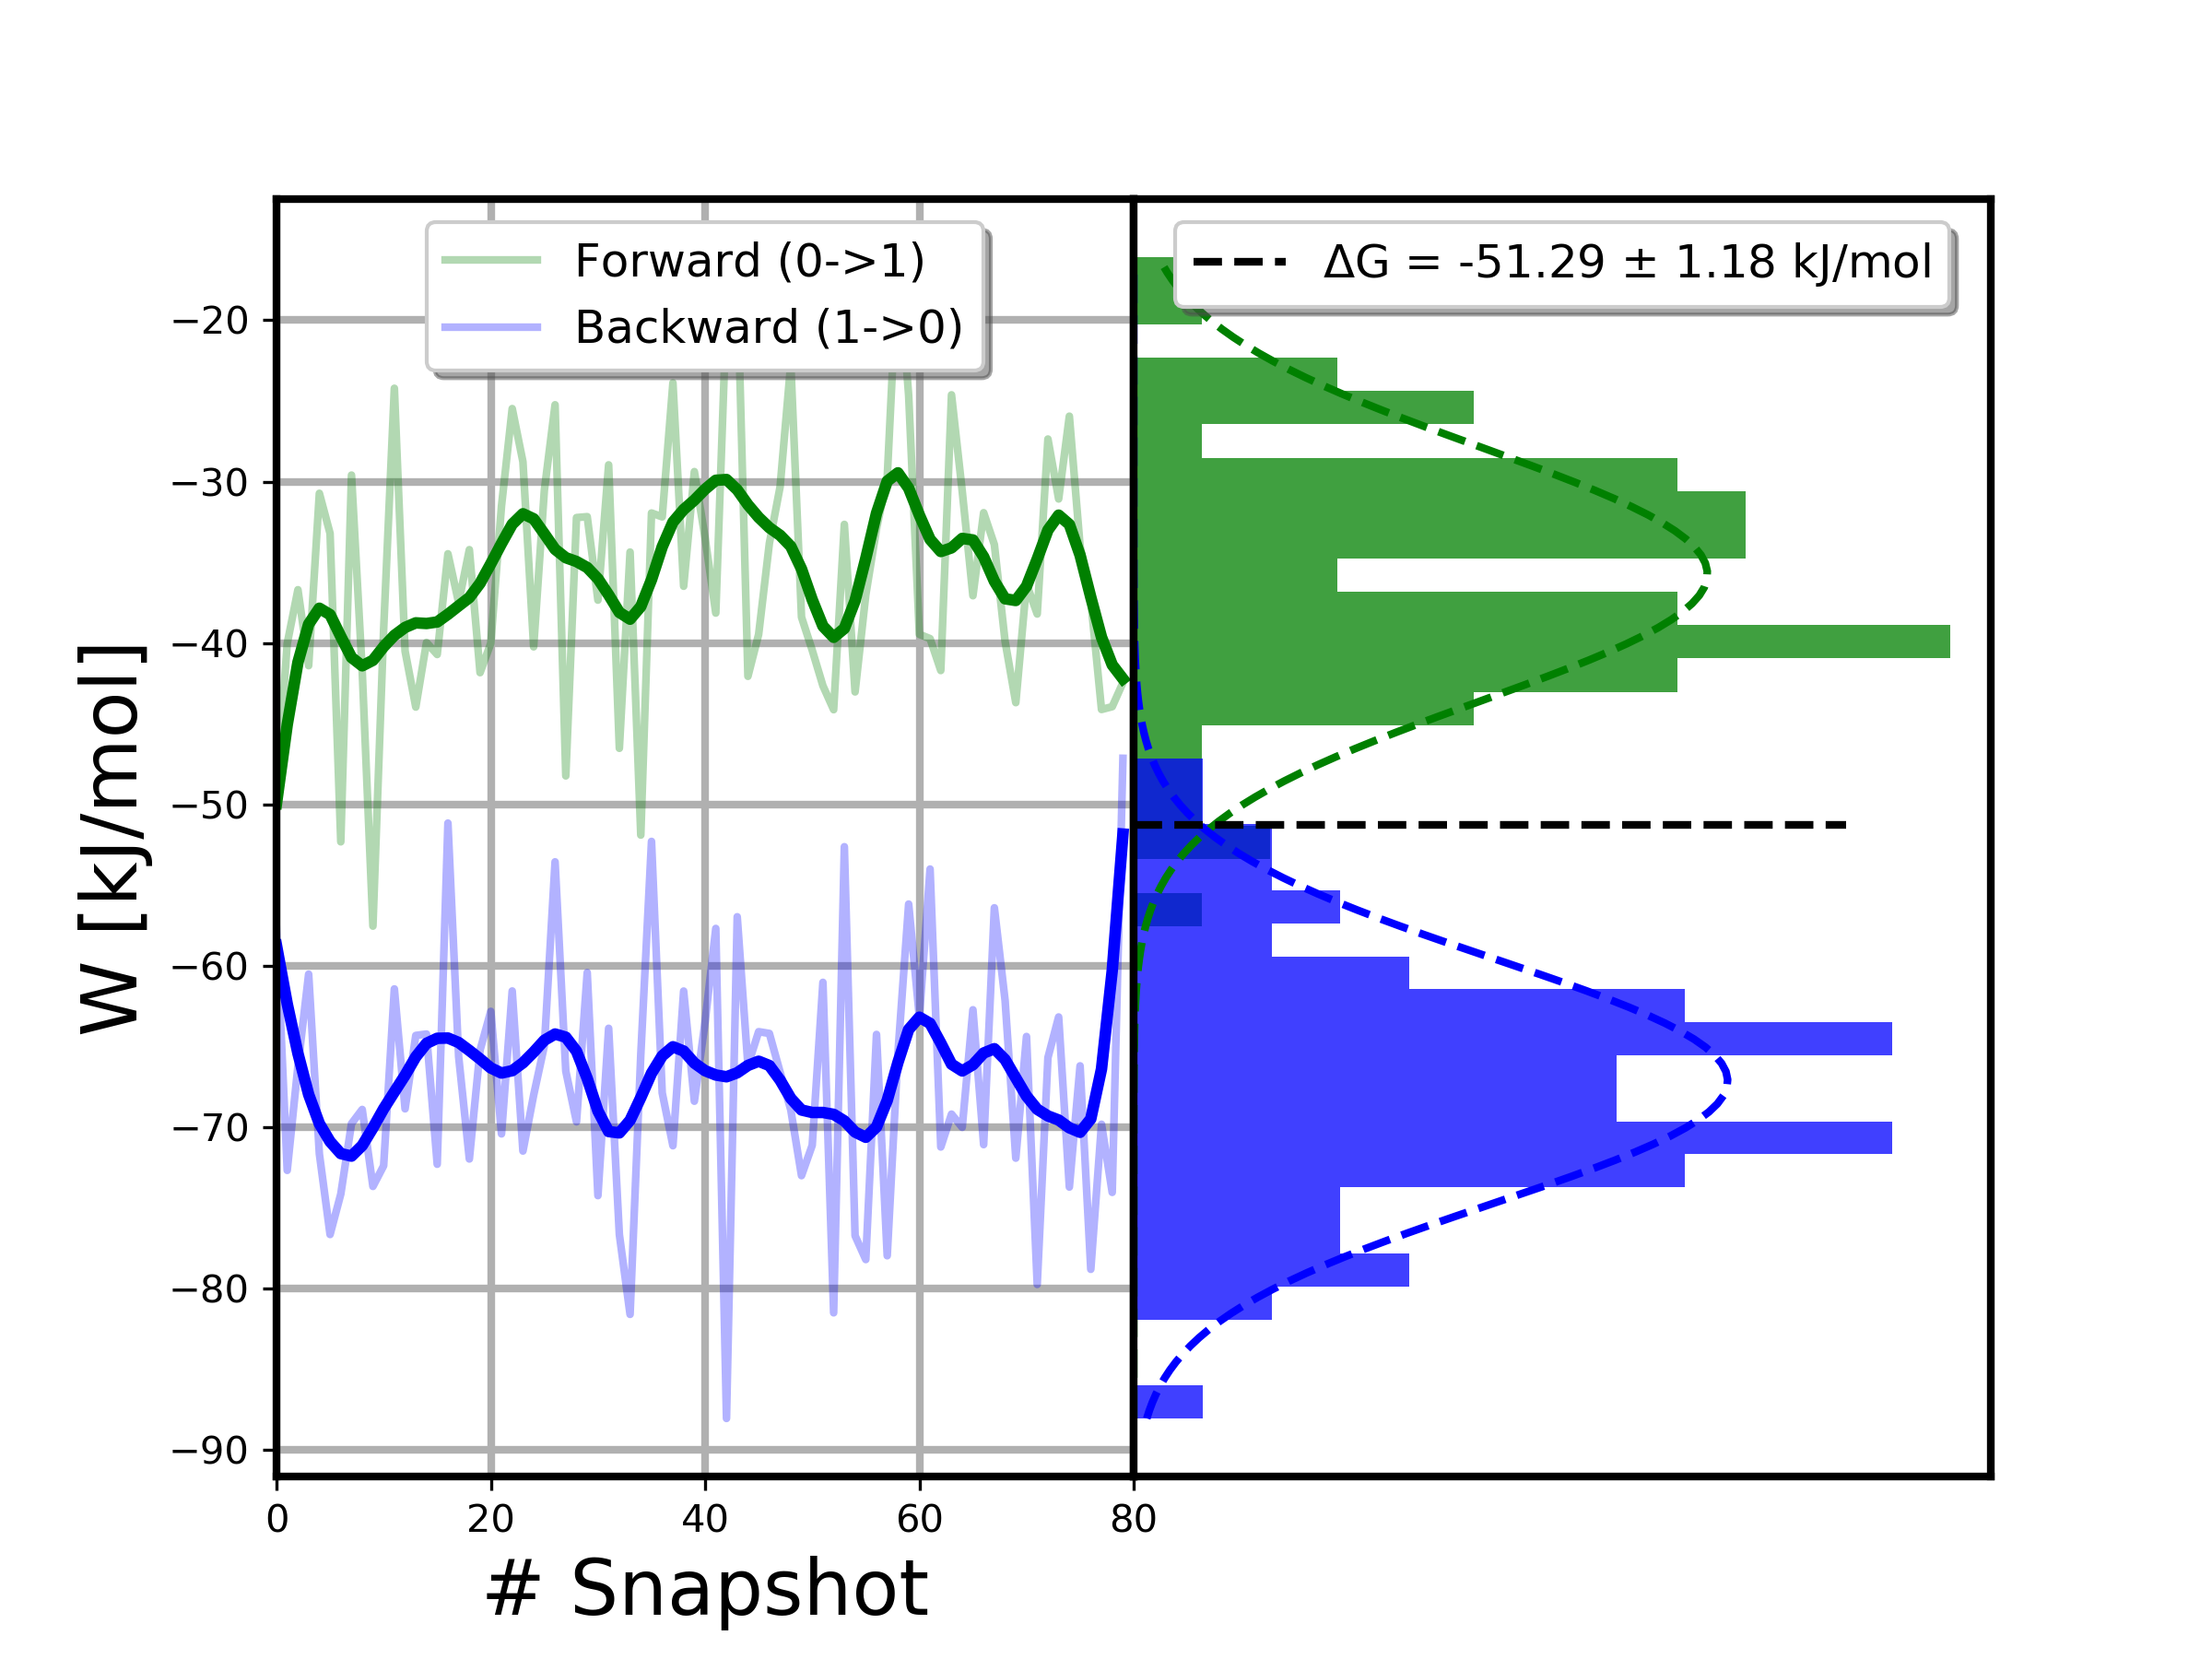 Forward (0->1)
Backward (1->0)
ΔG = -51.29 ± 1.18 kJ/mol
W [kJ/mol]
−20
−30
−40
−50
−60
−70
−80
−90
0 20 40 60 80
# Snapshot